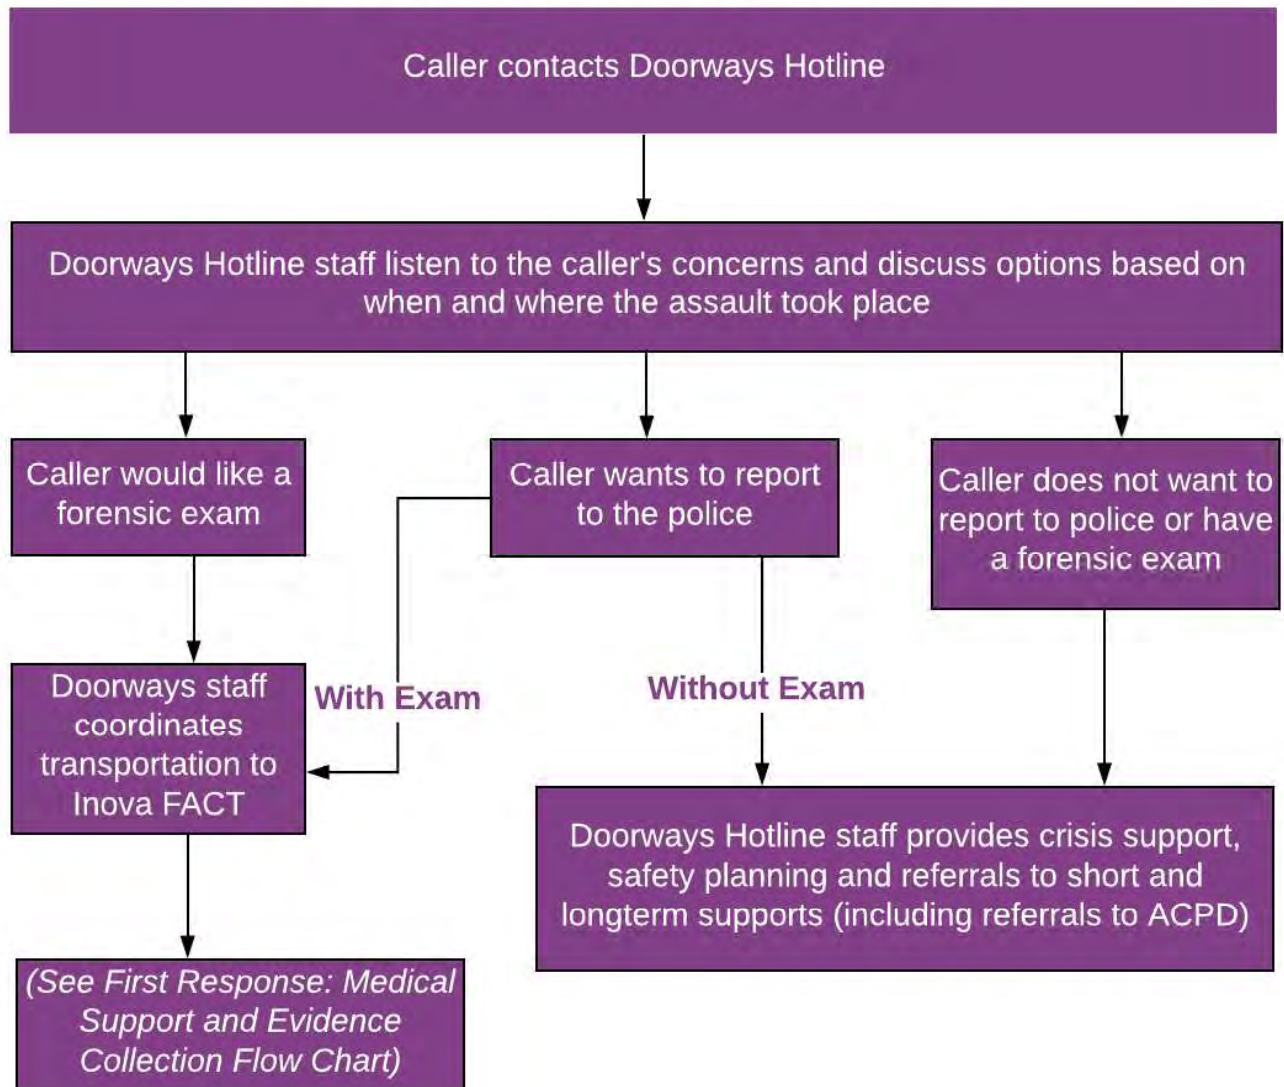 Caller contacts Doorways Hotline
Doorways Hotline staff listen to the caller's concerns and discuss options based on
when and where the assault took place
Caller would like a
forensic exam
Caller wants to report
to the police
Caller does not want to
report to police or have
a forensic exam
With Exam
Without Exam
Doorways staff
coordinates
transportation to
Inova FACT
Doorways Hotline staff provides crisis support,
safety planning and referrals to short and
longterm supports (including referrals to ACPD)
(See First Response: Medical
Support and Evidence
Collection Flow Chart)